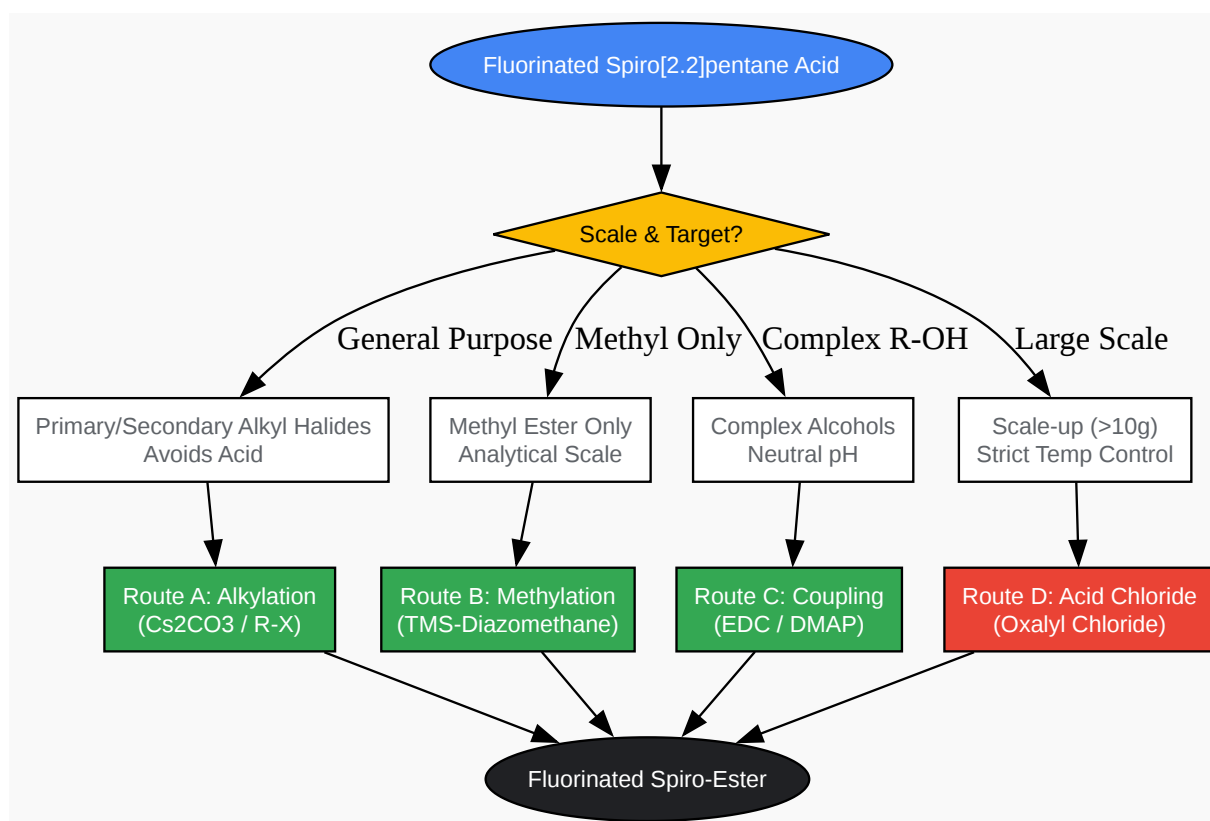 Fluorinated Spiro[2.2]pentane Acid
Scale & Target?
General Purpose
Methyl Only
Complex R-OH
Large Scale
Primary/Secondary Alkyl Halides
Avoids Acid
Methyl Ester Only
Analytical Scale
Complex Alcohols
Neutral pH
Scale-up (>10g)
Strict Temp Control
Route A: Alkylation
(Cs2CO3 / R-X)
Route B: Methylation
(TMS-Diazomethane)
Route C: Coupling
(EDC / DMAP)
Route D: Acid Chloride
(Oxalyl Chloride)
Fluorinated Spiro-Ester